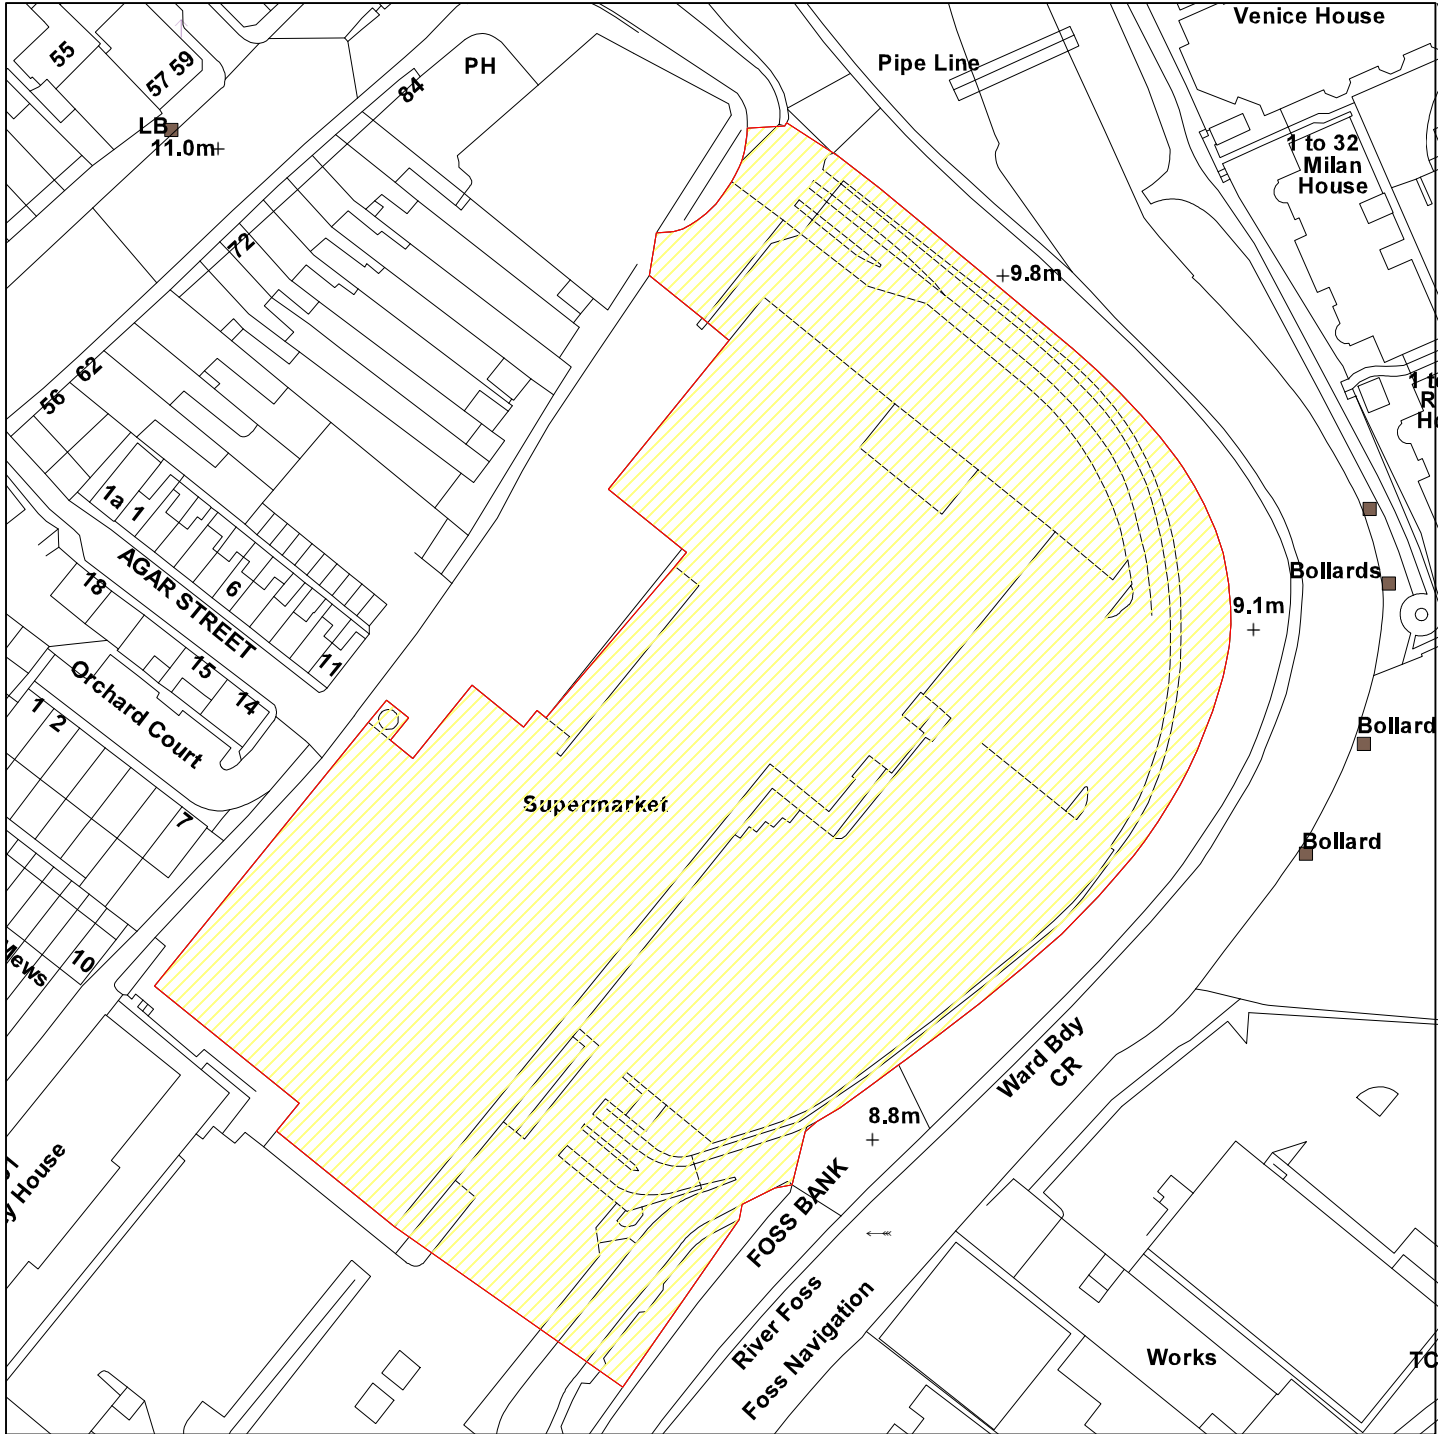 Venice House
55
57 59
PH
Pipe Line
84
LB
11.0m
1 to 32
Milan
House
72
9.8m
62
56
1a
1
AGAR STREET
6
11
18
15
14
Orchard Court
1
2
7
Bollards
9.1m
Bollard
Supermarket
Bollard
Mews
10
Ward Bdy
CR
8.8m
House
FOSS BANK
River Foss
Foss Navigation
Works